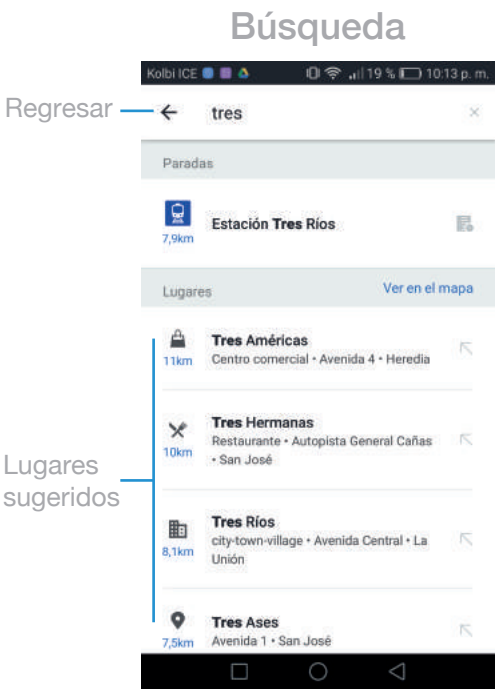 Búsqueda
Kolbi ICE 19 % 10:13 p. m.
Regresar
tres
Paradas
Estación Tres Ríos
7,9km
Lugares Ver en el mapa
Tres Américas
11km Centro comercial • Avenida 4 • Heredia
Tres Hermanas
Restaurante • Autopista General Cañas
10km
• San José
Lugares
sugeridos
Tres Ríos
city-town-village • Avenida Central • La
8,1km
Unión
Tres Ases
7,5km Avenida 1 • San José